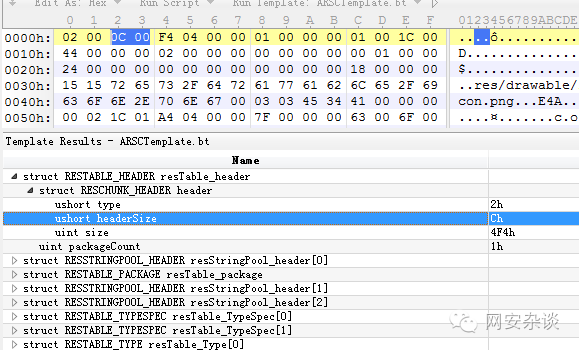 Edit As: Hex Run Script Run Template: ARSCTemplate.bt
0 1 2 3 4 5 6 7 8 9 A B C D E F 0123456789ABCDEF
0000h: 02 00 0C 00 F4 04 00 00 01 00 00 00 01 00 1C 00 ....ô...........
0010h: 44 00 00 00 02 00 00 00 00 00 00 00 00 01 00 00 D...............
0020h: 24 00 00 00 00 00 00 00 00 00 00 00 18 00 00 00 $...............
0030h: 15 15 72 65 73 2F 64 72 61 77 61 62 6C 65 2F 69 ..res/drawable/
0040h: 63 6F 6E 2E 70 6E 67 00 03 03 45 34 41 00 00 00 con.png...E4A..
0050h: 00 02 1C 01 A4 04 00 00 7F 00 00 00 63 00 6F 00 ....¤.......c.o
Template Results - ARSCTemplate.bt
Name
struct RESTABLE_HEADER resTable_header
struct RESCHUNK_HEADER header
ushort type 2h
ushort headerSize Ch
uint size 4F4h
uint packageCount 1h
struct RESSTRINGPOOL_HEADER resStringPool_header[0]
struct RESTABLE_PACKAGE resTable_package
struct RESSTRINGPOOL_HEADER resStringPool_header[1]
struct RESSTRINGPOOL_HEADER resStringPool_header[2]
struct RESTABLE_TYPESPEC resTable_TypeSpec[0]
struct RESTABLE_TYPESPEC resTable_TypeSpec[1]
struct RESTABLE_TYPE resTable_Type[0]
网安杂谈